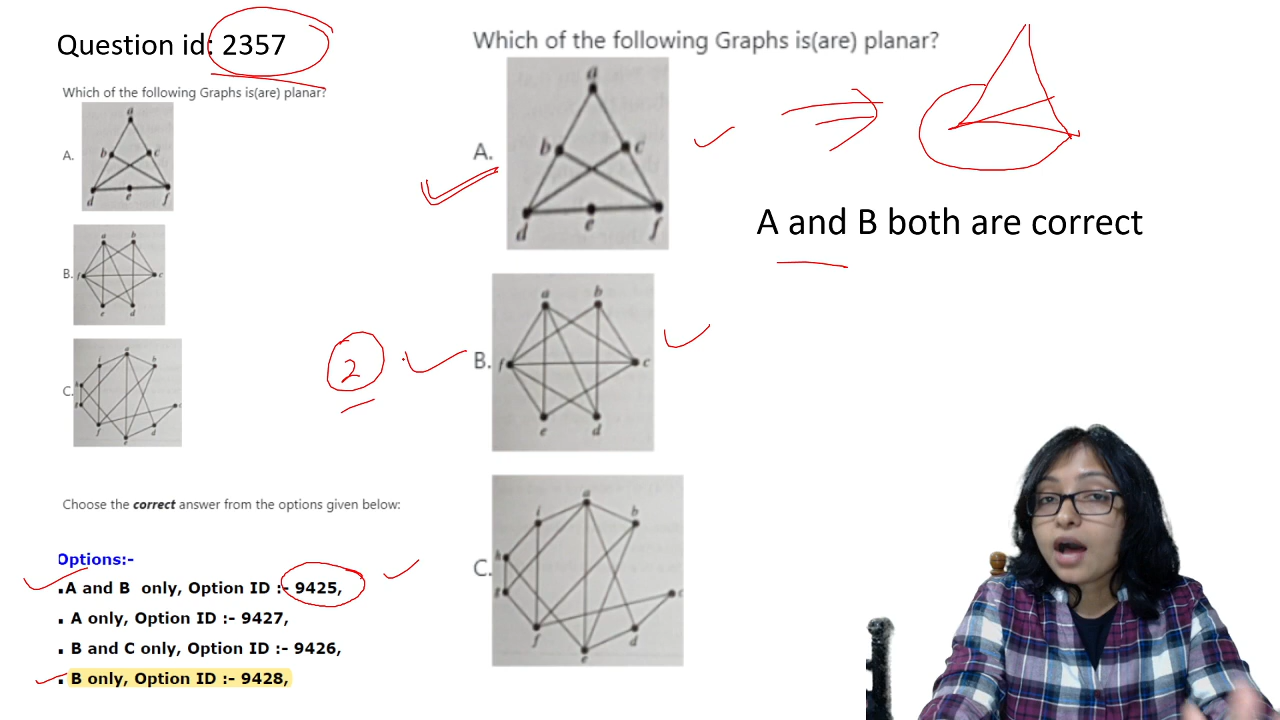 Question id: 2357
Which of the following Graphs is(are) planar?
A.
a
b
c
d
e
f
B.
a
b
f
c
e
d
C.
a
i
b
h
g
c
f
d
e
Choose the correct answer from the options given below:
Options:-
A and B only, Option ID :- 9425,
A only, Option ID :- 9427,
B and C only, Option ID :- 9426,
B only, Option ID :- 9428,
Which of the following Graphs is(are) planar?
A.
a
b
c
d
e
f
2
B.
a
b
f
c
e
d
C.
a
i
b
h
g
c
f
d
e
A and B both are correct